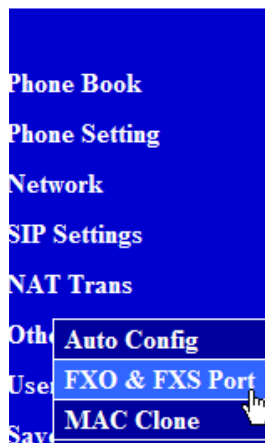 Phone Book
Phone Setting
Network
SIP Settings
NAT Trans
Auto Config
FXO & FXS Port
MAC Clone